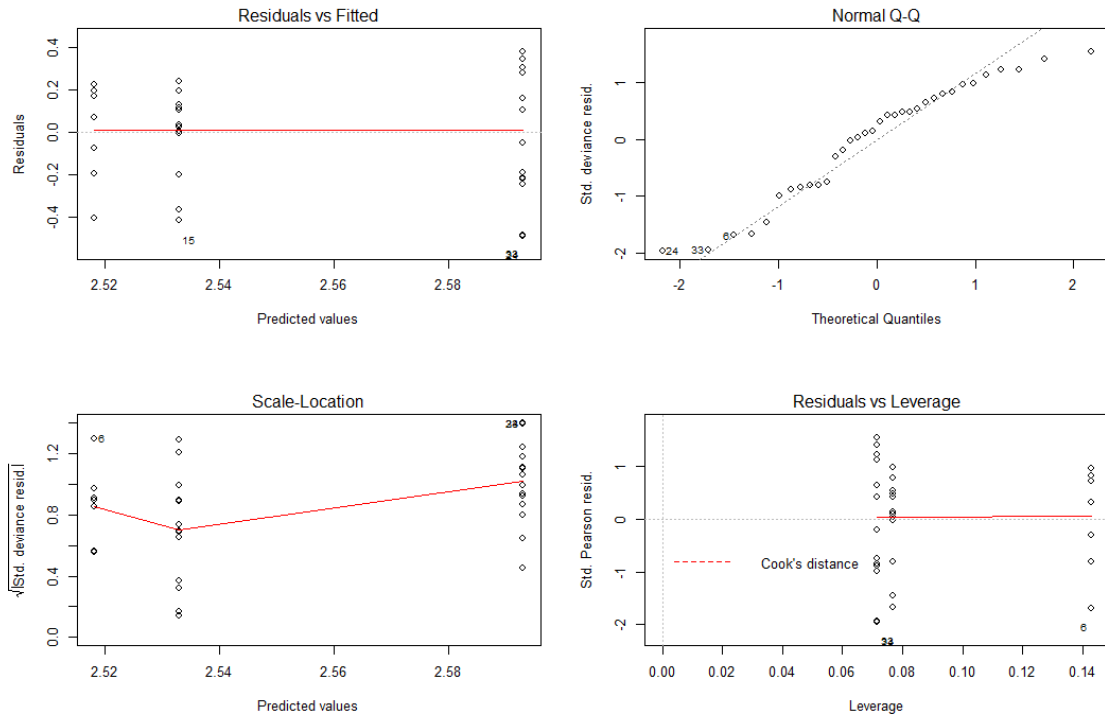 Residuals vs Fitted
Residuals
0.4
0.2
0.0
-0.2
-0.4
15
2.52 2.54 2.56 2.58
Predicted values
Normal Q-Q
Std. deviance resid.
1
0
-1
-2
24 33 6
-2 -1 0 1 2
Theoretical Quantiles
Scale-Location
√|Std. deviance resid.|
1.2
0.8
0.4
0.0
6
2.52 2.54 2.56 2.58
Predicted values
Residuals vs Leverage
Std. Pearson resid.
1
0
-1
-2
Cook's distance
6
0.00 0.02 0.04 0.06 0.08 0.10 0.12 0.14
Leverage